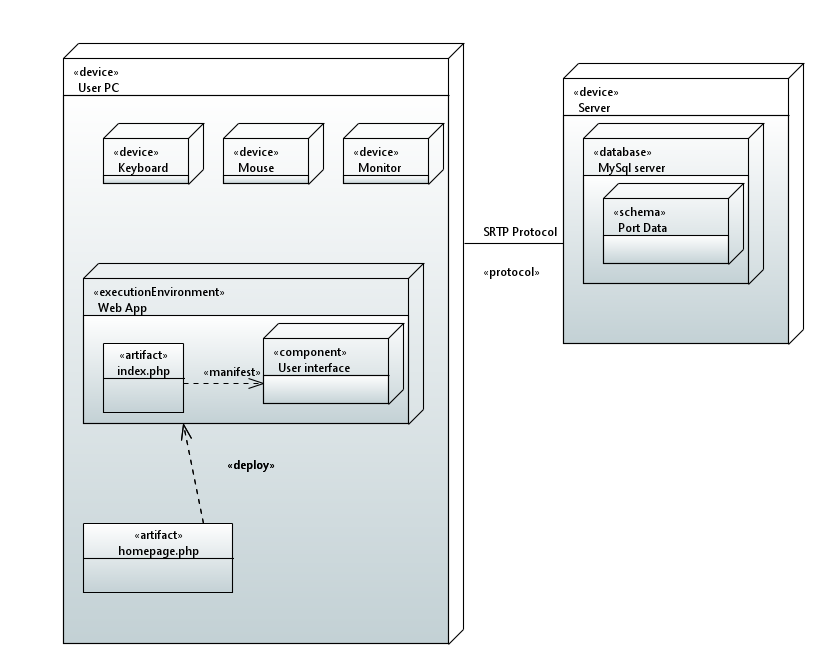 «device»
User PC
«device»
Keyboard
«device»
Mouse
«device»
Monitor
«executionEnvironment»
Web App
«artifact»
index.php
«manifest»
«component»
User interface
«deploy»
«artifact»
homepage.php
SRTP Protocol
«protocol»
«device»
Server
«database»
MySql server
«schema»
Port Data